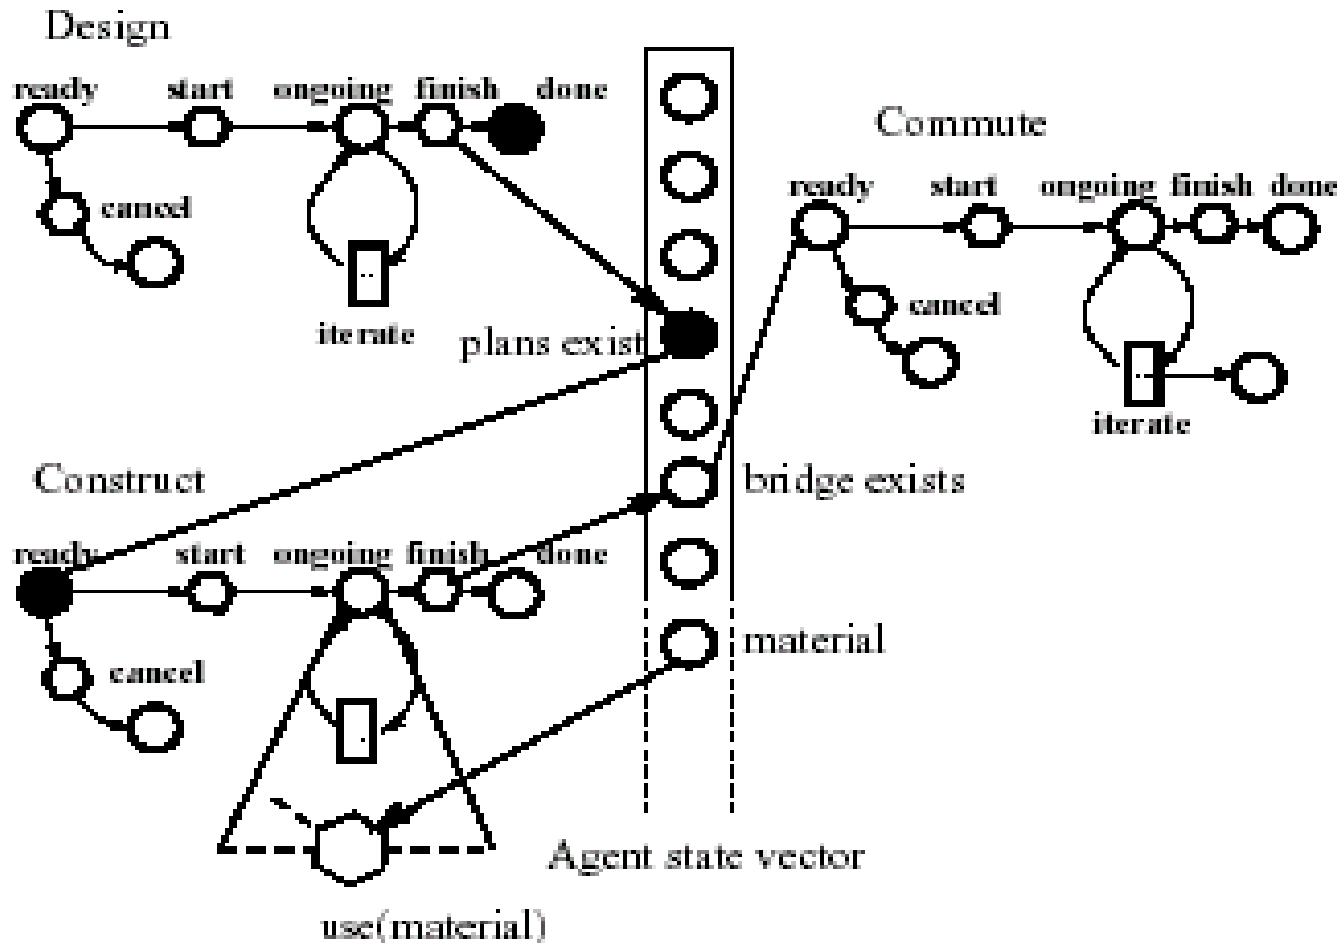 Design
ready start ongoing finish done
cancel
iterate
plans exist
Commute
ready start ongoing finish done
cancel
iterate
Construct
bridge exists
ready start ongoing finish done
cancel
material
Agent state vector
use(material)